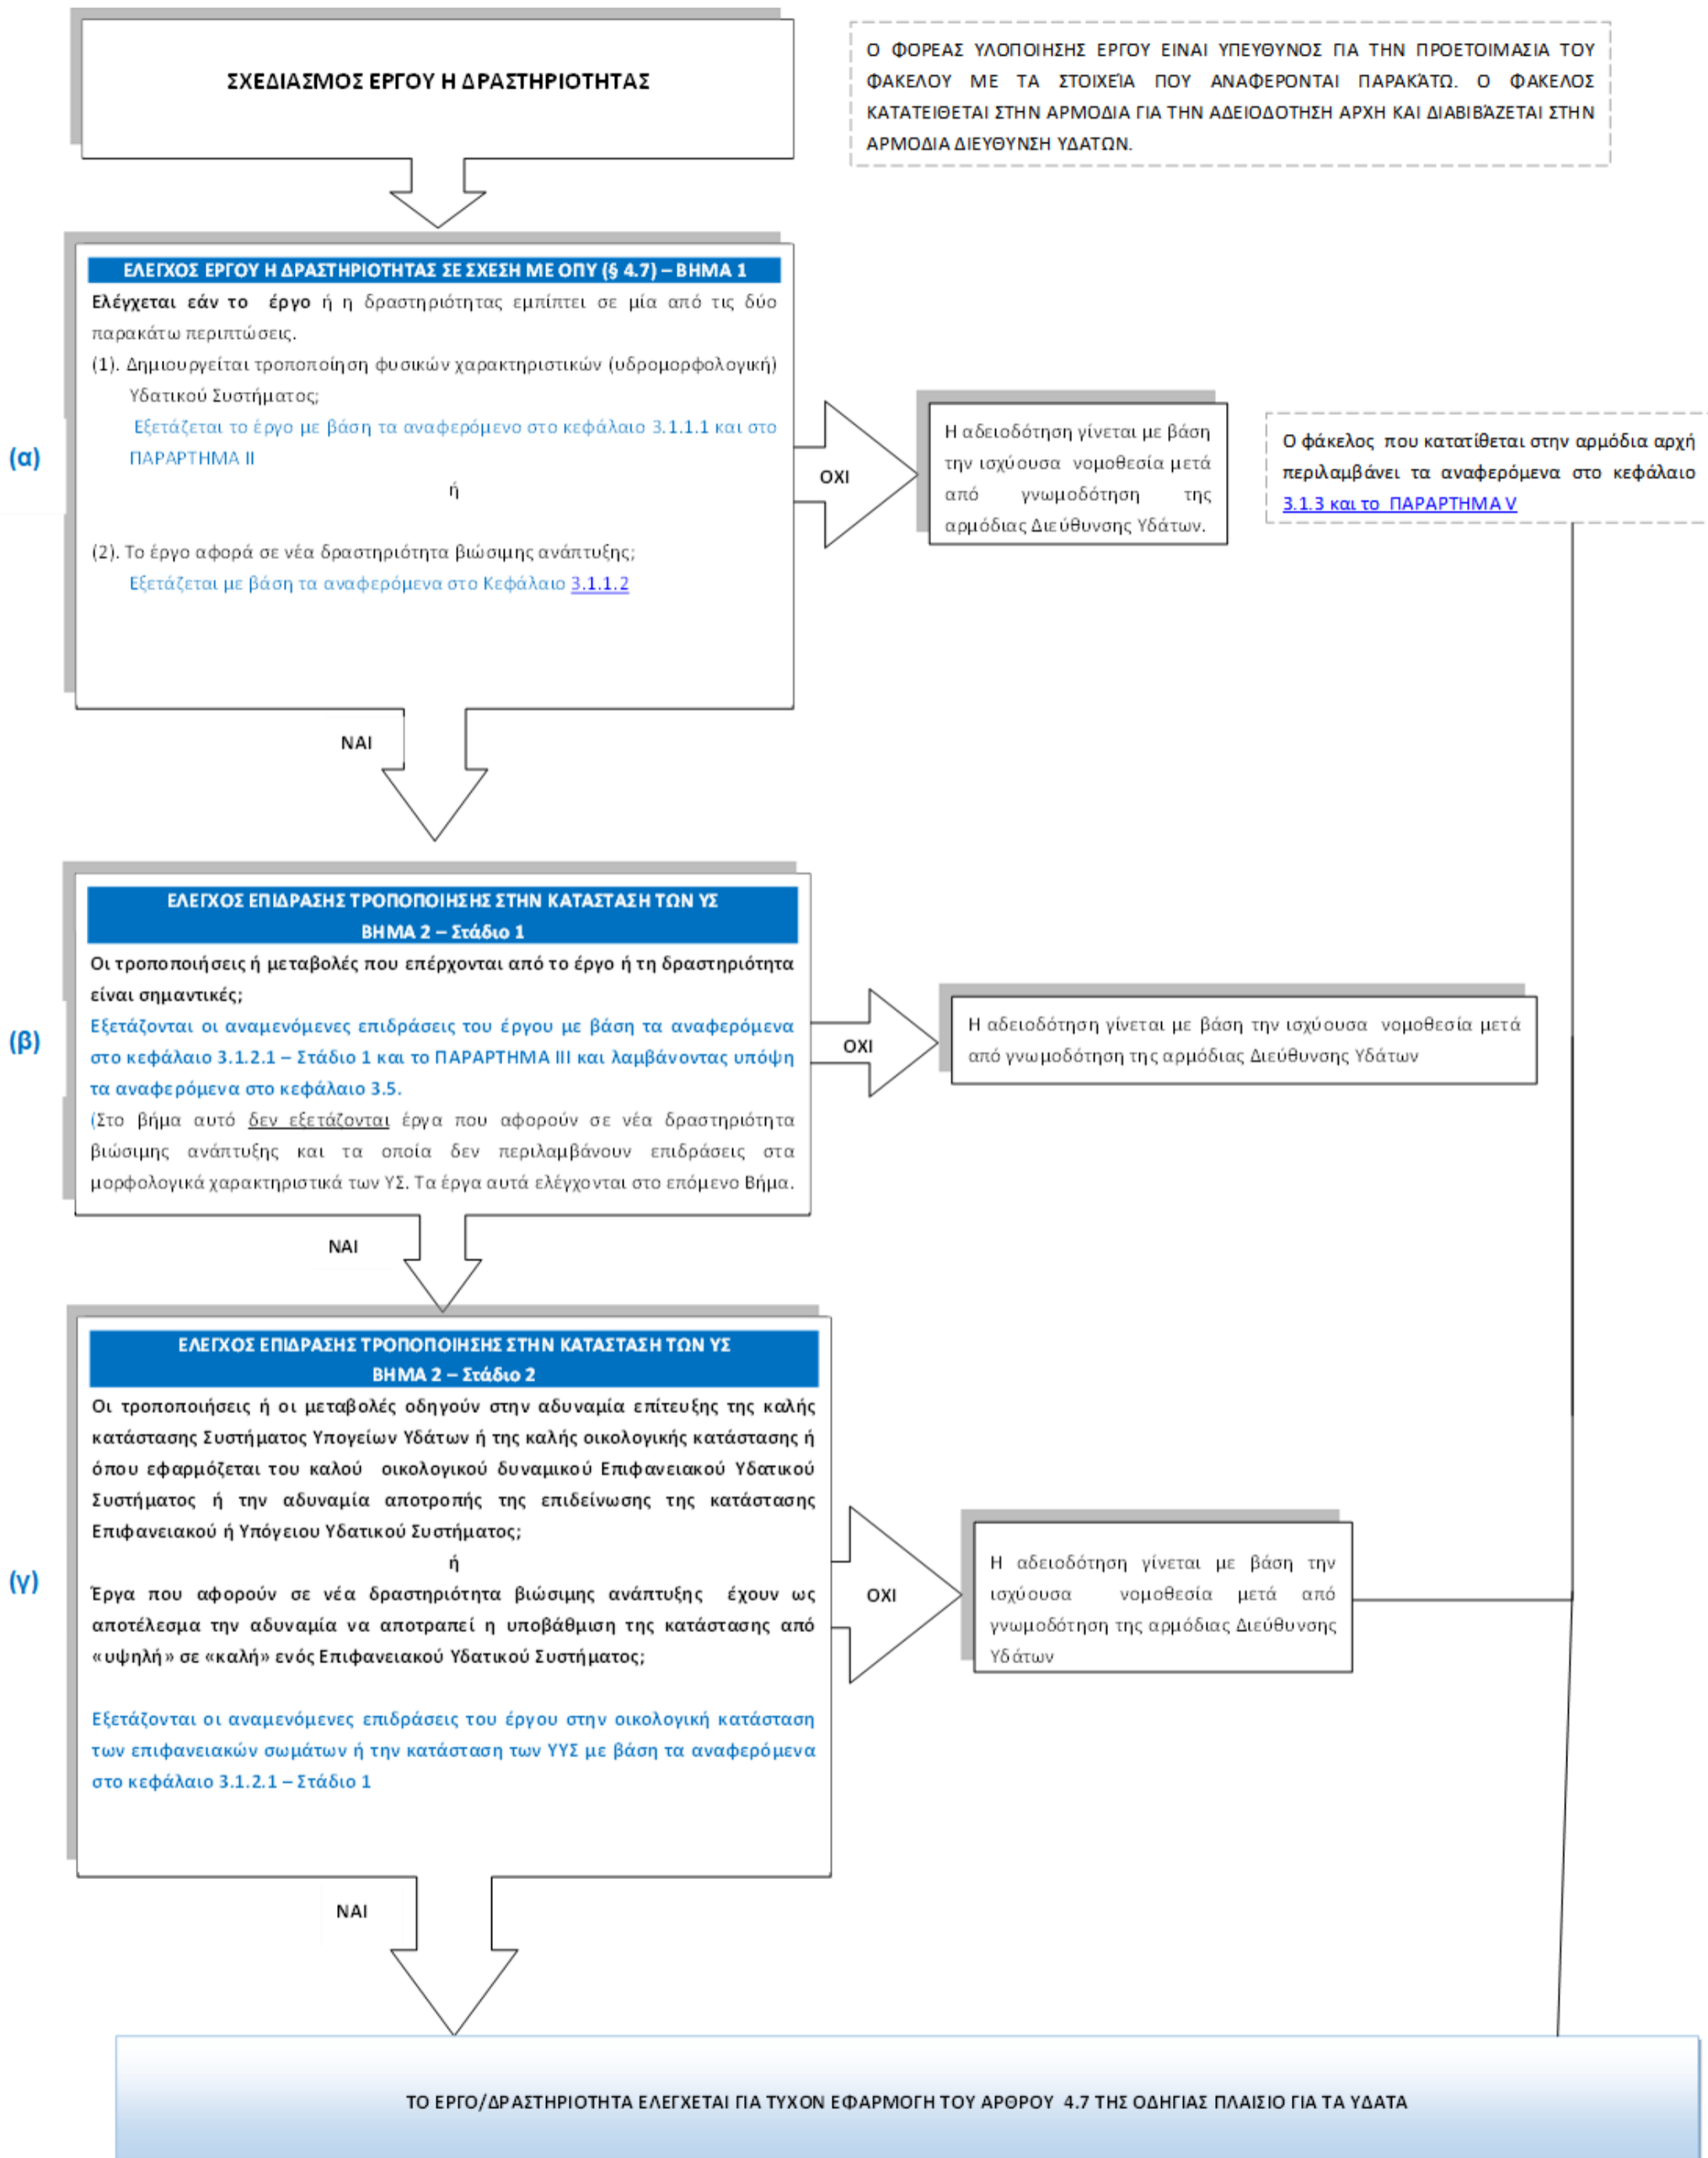 ΣΧΕΔΙΑΣΜΟΣ ΕΡΓΟΥ Η ΔΡΑΣΤΗΡΙΟΤΗΤΑΣ
Ο ΦΟΡΕΑΣ ΥΛΟΠΟΙΗΣΗΣ ΕΡΓΟΥ ΕΙΝΑΙ ΥΠΕΥΘΥΝΟΣ ΓΙΑ ΤΗΝ ΠΡΟΕΤΟΙΜΑΣΙΑ ΤΟΥ
ΦΑΚΕΛΟΥ ΜΕ ΤΑ ΣΤΟΙΧΕΊΑ ΠΟΥ ΑΝΑΦΕΡΟΝΤΑΙ ΠΑΡΑΚΆΤΩ. Ο ΦΑΚΕΛΟΣ
ΚΑΤΑΤΕΙΘΕΤΑΙ ΣΤΗΝ ΑΡΜΟΔΙΑ ΓΙΑ ΤΗΝ ΑΔΕΙΟΔΟΤΗΣΗ ΑΡΧΗ ΚΑΙ ΔΙΑΒΙΒΆΖΕΤΑΙ ΣΤΗΝ
ΑΡΜΟΔΙΑ ΔΙΕΥΘΥΝΣΗ ΥΔΑΤΩΝ.
ΕΛΕΓΧΟΣ ΕΡΓΟΥ Η ΔΡΑΣΤΗΡΙΟΤΗΤΑΣ ΣΕ ΣΧΕΣΗ ΜΕ ΟΠΥ (§ 4.7) – ΒΗΜΑ 1
Ελέγχεται εάν το έργο ή η δραστηριότητας εμπίπτει σε μία από τις δύο
παρακάτω περιπτώσεις.
(1). Δημιουργείται τροποποίηση φυσικών χαρακτηριστικών (υδρομορφολογική)
Υδατικού Συστήματος;
Εξετάζεται το έργο με βάση τα αναφερόμενο στο κεφάλαιο 3.1.1.1 και στο
ΠΑΡΑΡΤΗΜΑ ΙΙ
ή
(2). Το έργο αφορά σε νέα δραστηριότητα βιώσιμης ανάπτυξης;
Εξετάζεται με βάση τα αναφερόμενα στο Κεφάλαιο 3.1.1.2
(α)
ΟΧΙ
Η αδειοδότηση γίνεται με βάση
την ισχύουσα νομοθεσία μετά
από γνωμοδότηση της
αρμόδιας Διεύθυνσης Υδάτων.
Ο φάκελος που κατατίθεται στην αρμόδια αρχή
περιλαμβάνει τα αναφερόμενα στο κεφάλαιο
3.1.3 και το ΠΑΡΑΡΤΗΜΑ V
ΝΑΙ
ΕΛΕΓΧΟΣ ΕΠΙΔΡΑΣΗΣ ΤΡΟΠΟΠΟΙΗΣΗΣ ΣΤΗΝ ΚΑΤΑΣΤΑΣΗ ΤΩΝ ΥΣ
ΒΗΜΑ 2 – Στάδιο 1
Οι τροποποιήσεις ή μεταβολές που επέρχονται από το έργο ή τη δραστηριότητα
είναι σημαντικές;
Εξετάζονται οι αναμενόμενες επιδράσεις του έργου με βάση τα αναφερόμενα
στο κεφάλαιο 3.1.2.1 – Στάδιο 1 και το ΠΑΡΑΡΤΗΜΑ ΙΙΙ και λαμβάνοντας υπόψη
τα αναφερόμενα στο κεφάλαιο 3.5.
(Στο βήμα αυτό δεν εξετάζονται έργα που αφορούν σε νέα δραστηριότητα
βιώσιμης ανάπτυξης και τα οποία δεν περιλαμβάνουν επιδράσεις στα
μορφολογικά χαρακτηριστικά των ΥΣ. Τα έργα αυτά ελέγχονται στο επόμενο Βήμα.
(β)
ΟΧΙ
Η αδειοδότηση γίνεται με βάση την ισχύουσα νομοθεσία μετά
από γνωμοδότηση της αρμόδιας Διεύθυνσης Υδάτων
ΝΑΙ
ΕΛΕΓΧΟΣ ΕΠΙΔΡΑΣΗΣ ΤΡΟΠΟΠΟΙΗΣΗΣ ΣΤΗΝ ΚΑΤΑΣΤΑΣΗ ΤΩΝ ΥΣ
ΒΗΜΑ 2 – Στάδιο 2
Οι τροποποιήσεις ή οι μεταβολές οδηγούν στην αδυναμία επίτευξης της καλής
κατάστασης Συστήματος Υπογείων Υδάτων ή της καλής οικολογικής κατάστασης ή
όπου εφαρμόζεται του καλού οικολογικού δυναμικού Επιφανειακού Υδατικού
Συστήματος ή την αδυναμία αποτροπής της επιδείνωσης της κατάστασης
Επιφανειακού ή Υπόγειου Υδατικού Συστήματος;
ή
Έργα που αφορούν σε νέα δραστηριότητα βιώσιμης ανάπτυξης έχουν ως
αποτέλεσμα την αδυναμία να αποτραπεί η υποβάθμιση της κατάστασης από
«υψηλή» σε «καλή» ενός Επιφανειακού Υδατικού Συστήματος;
Εξετάζονται οι αναμενόμενες επιδράσεις του έργου στην οικολογική κατάσταση
των επιφανειακών σωμάτων ή την κατάσταση των ΥΥΣ με βάση τα αναφερόμενα
στο κεφάλαιο 3.1.2.1 – Στάδιο 1
(γ)
ΟΧΙ
Η αδειοδότηση γίνεται με βάση την
ισχύουσα νομοθεσία μετά από
γνωμοδότηση της αρμόδιας Διεύθυνσης
Υδάτων
ΝΑΙ
ΤΟ ΕΡΓΟ/ΔΡΑΣΤΗΡΙΟΤΗΤΑ ΕΛΕΓΧΕΤΑΙ ΓΙΑ ΤΥΧΟΝ ΕΦΑΡΜΟΓΗ ΤΟΥ ΑΡΘΡΟΥ 4.7 ΤΗΣ ΟΔΗΓΙΑΣ ΠΛΑΙΣΙΟ ΓΙΑ ΤΑ ΥΔΑΤΑ